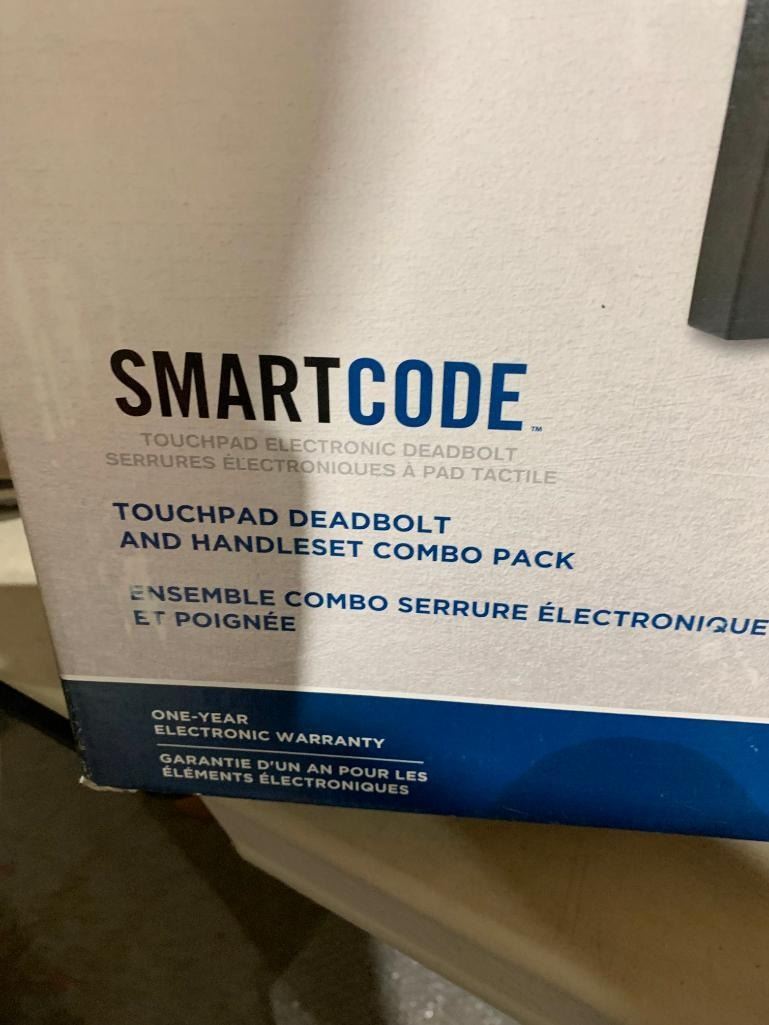 SMARTCODE™
TOUCHPAD ELECTRONIC DEADBOLT
SERRURES ÉLECTRONIQUES À PAD TACTILE
TOUCHPAD DEADBOLT
AND HANDLESET COMBO PACK
ENSEMBLE COMBO SERRURE ÉLECTRONIQUE
ET POIGNÉE
ONE-YEAR
ELECTRONIC WARRANTY
GARANTIE D'UN AN POUR LES
ÉLÉMENTS ÉLECTRONIQUES